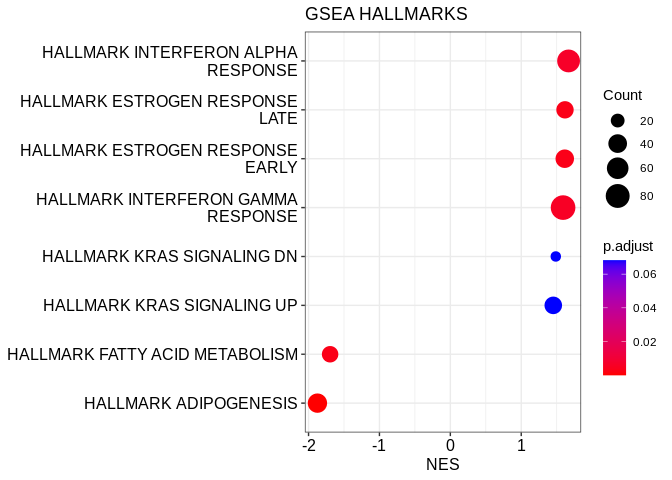 GSEA HALLMARKS
HALLMARK INTERFERON ALPHA
RESPONSE
HALLMARK ESTROGEN RESPONSE
LATE
HALLMARK ESTROGEN RESPONSE
EARLY
HALLMARK INTERFERON GAMMA
RESPONSE
HALLMARK KRAS SIGNALING DN
HALLMARK KRAS SIGNALING UP
HALLMARK FATTY ACID METABOLISM
HALLMARK ADIPOGENESIS
-2 -1 0 1
NES
Count
20
40
60
80
p.adjust
0.06
0.04
0.02